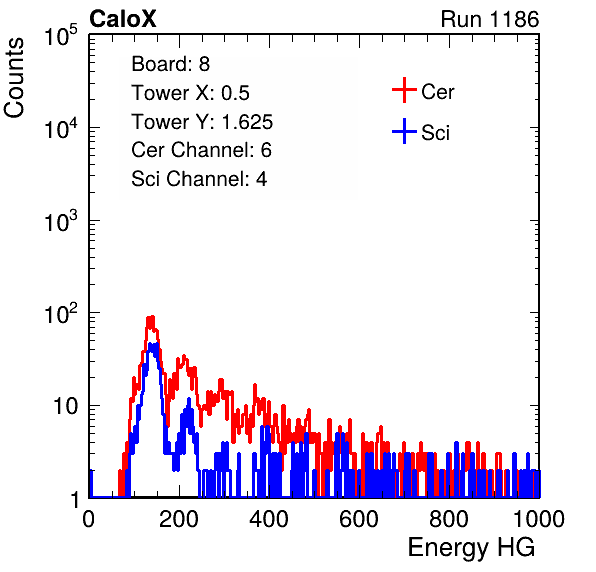 CaloX Run 1186
Counts
10^5
10^4
10^3
10^2
10
1
Board: 8
Tower X: 0.5
Tower Y: 1.625
Cer Channel: 6
Sci Channel: 4
Cer
Sci
0 200 400 600 800 1000
Energy HG